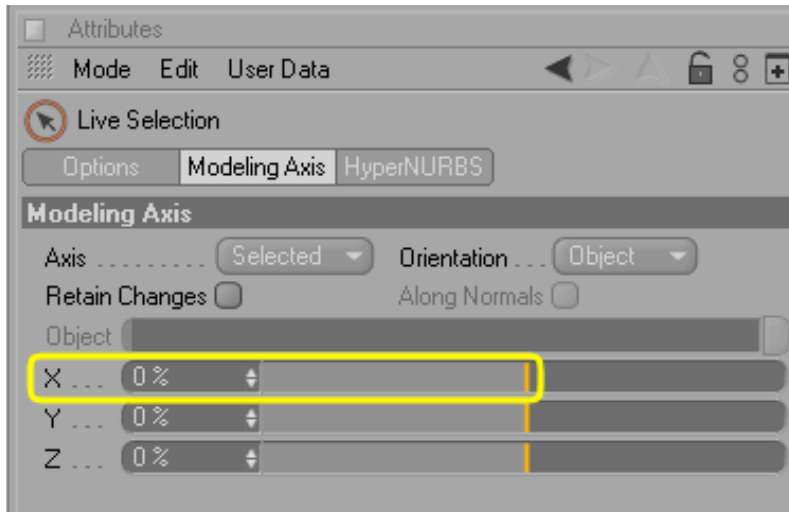 Attributes
Mode Edit User Data
Live Selection
Options Modeling Axis HyperNURBS
Modeling Axis
Axis ......... Selected Orientation ... Object
Retain Changes Along Normals
Object
X ... 0 %
Y ... 0 %
Z ... 0 %